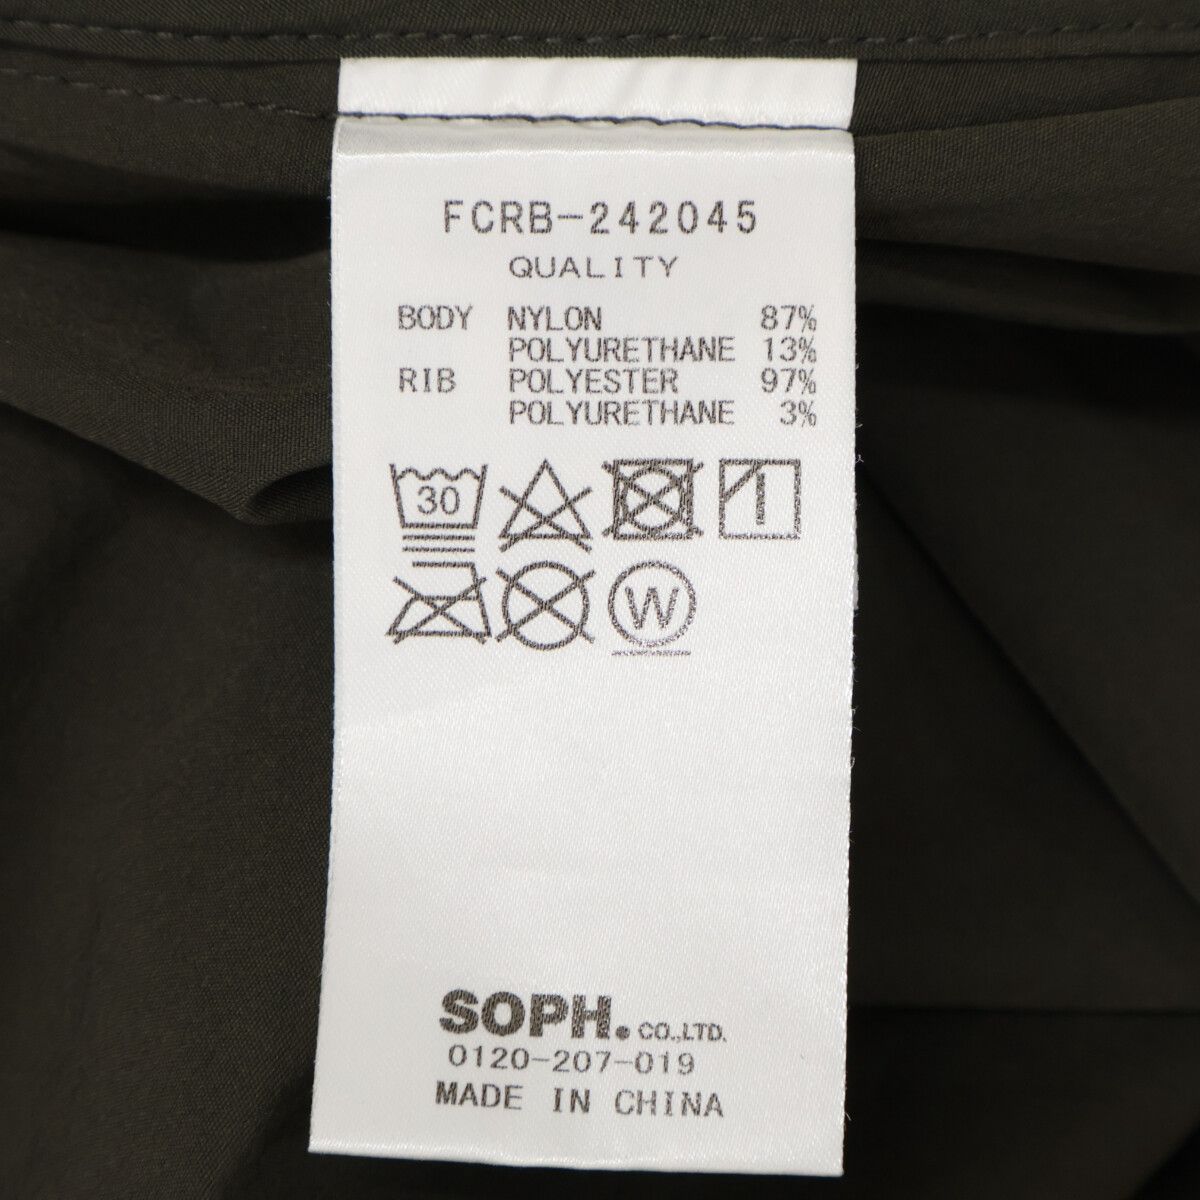 FCRB-242045
QUALITY
BODY NYLON 87%
POLYURETHANE 13%
RIB POLYESTER 97%
POLYURETHANE 3%
30
W
SOPH. CO.,LTD.
0120-207-019
MADE IN CHINA